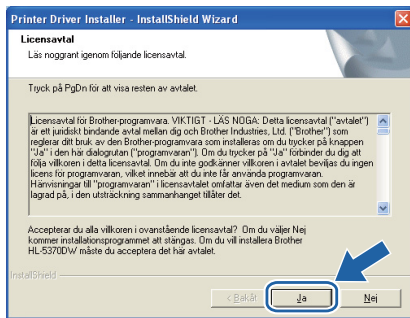 Printer Driver Installer - InstallShield Wizard
Licensavtal
Läs noggrant igenom följande licensavtal.
Tryck på PgDn för att visa resten av avtalet.
Licensavtal för Brother-programvara. VIKTIGT - LÄS NOGA: Detta licensavtal ("avtalet")
är ett juridiskt bindande avtal mellan dig och Brother Industries, Ltd. ("Brother") som
reglerar ditt bruk av den Brother-programvara som installeras om du trycker på knappen
"Ja" i den här dialogrutan ("programvaran"). Om du trycker på "Ja" förbinder du dig att
följa villkoren i detta licensavtal. Om du inte godkänner villkoren i avtalet beviljas du ingen
licens för programvaran, vilket innebär att du inte får använda programvaran.
Hänvisningar till "programvaran" i licensavtalet omfattar även det medium som den är
lagrad på, i den utsträckning sammanhanget tillåter det.
Accepterar du alla villkoren i ovanstående licensavtal? Om du väljer Nej
kommer installationsprogrammet att stängas. Om du vill installera Brother
HL-5370DW måste du acceptera det här avtalet.
InstallShield
< Bakåt
Ja
Nej